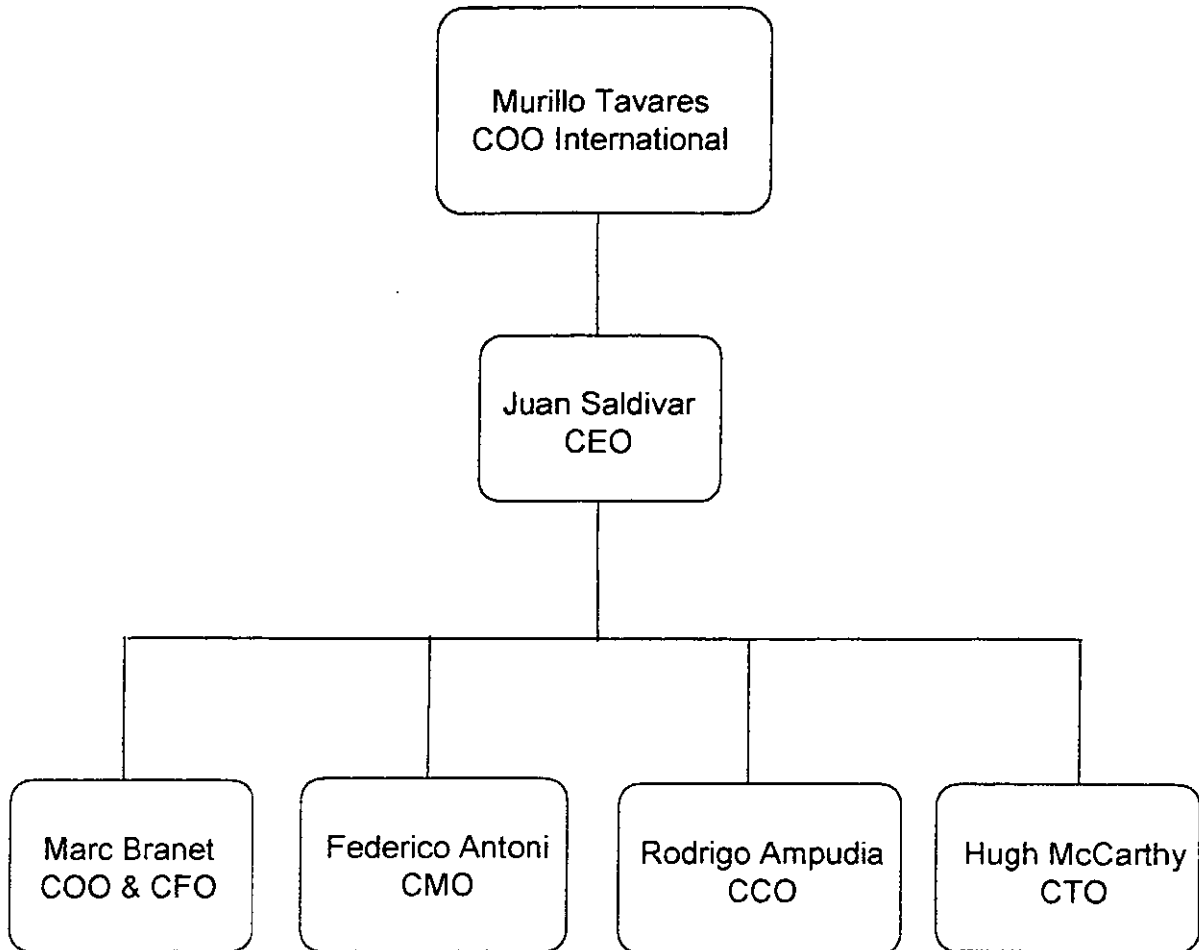 Murillo Tavares
COO International
Juan Saldivar
CEO
Marc Branet
COO & CFO
Federico Antoni
CMO
Rodrigo Ampudia
CCO
Hugh McCarthy
CTO